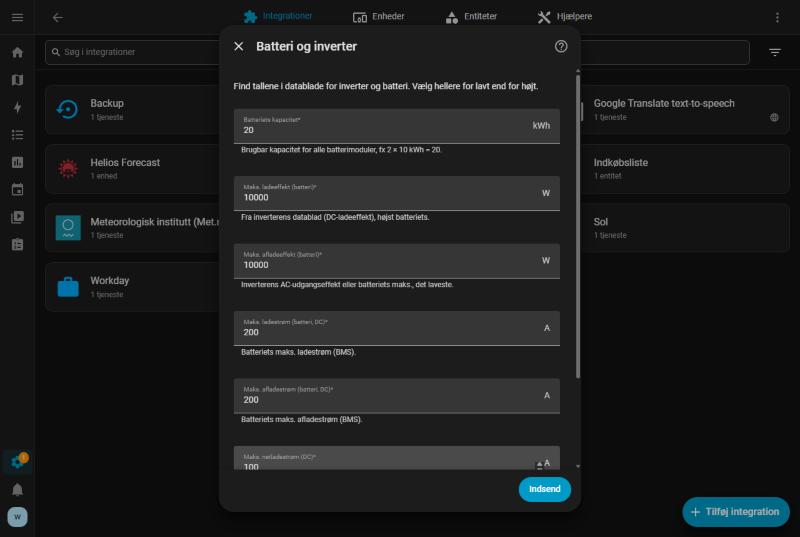 Integrationer
Enheder
Entiteter
Hjælpere
Søg i integrationer
Backup
1 tjeneste
Helios Forecast
1 enhed
Meteorologisk institutt (Met.n
1 tjeneste
Workday
1 tjeneste
Google Translate text-to-speech
1 tjeneste
Indkøbsliste
1 entitet
Sol
1 tjeneste
Batteri og inverter
Find tallene i datablade for inverter og batteri. Vælg hellere for lavt end for højt.
Batteriets kapacitet*
20
kWh
Brugbar kapacitet for alle batterimoduler, fx 2 × 10 kWh = 20.
Maks. ladeeffekt (batteri)*
10000
W
Fra inverterens datablad (DC-ladeeffekt), højst batteriets.
Maks. afladeeffekt (batteri)*
10000
W
Inverterens AC-udgangseffekt eller batteriets maks., det laveste.
Maks. ladestrøm (batteri, DC)*
200
A
Batteriets maks. ladestrøm (BMS).
Maks. afladestrøm (batteri, DC)*
200
A
Batteriets maks. afladestrøm (BMS).
Maks. netladestrøm (DC)*
100
A
Indsend
1
W
Tilføj integration